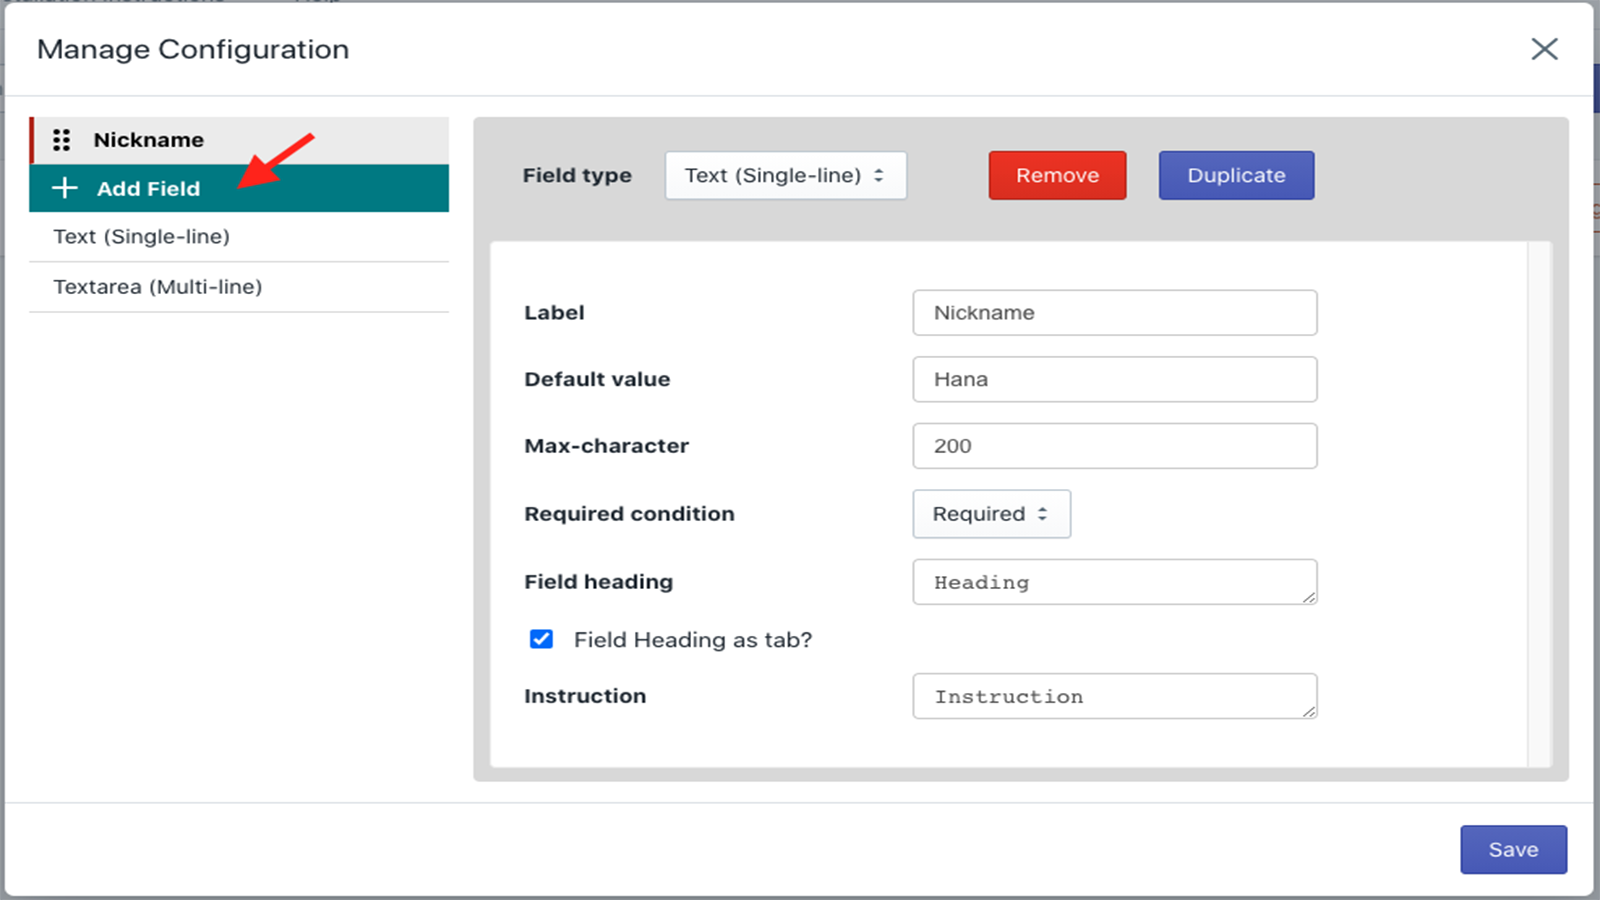 Manage Configuration
Nickname
Add Field
Text (Single-line)
Textarea (Multi-line)
Field type
Text (Single-line)
Remove
Duplicate
Label
Nickname
Default value
Hana
Max-character
200
Required condition
Required
Field heading
Heading
Field Heading as tab?
Instruction
Instruction
Save